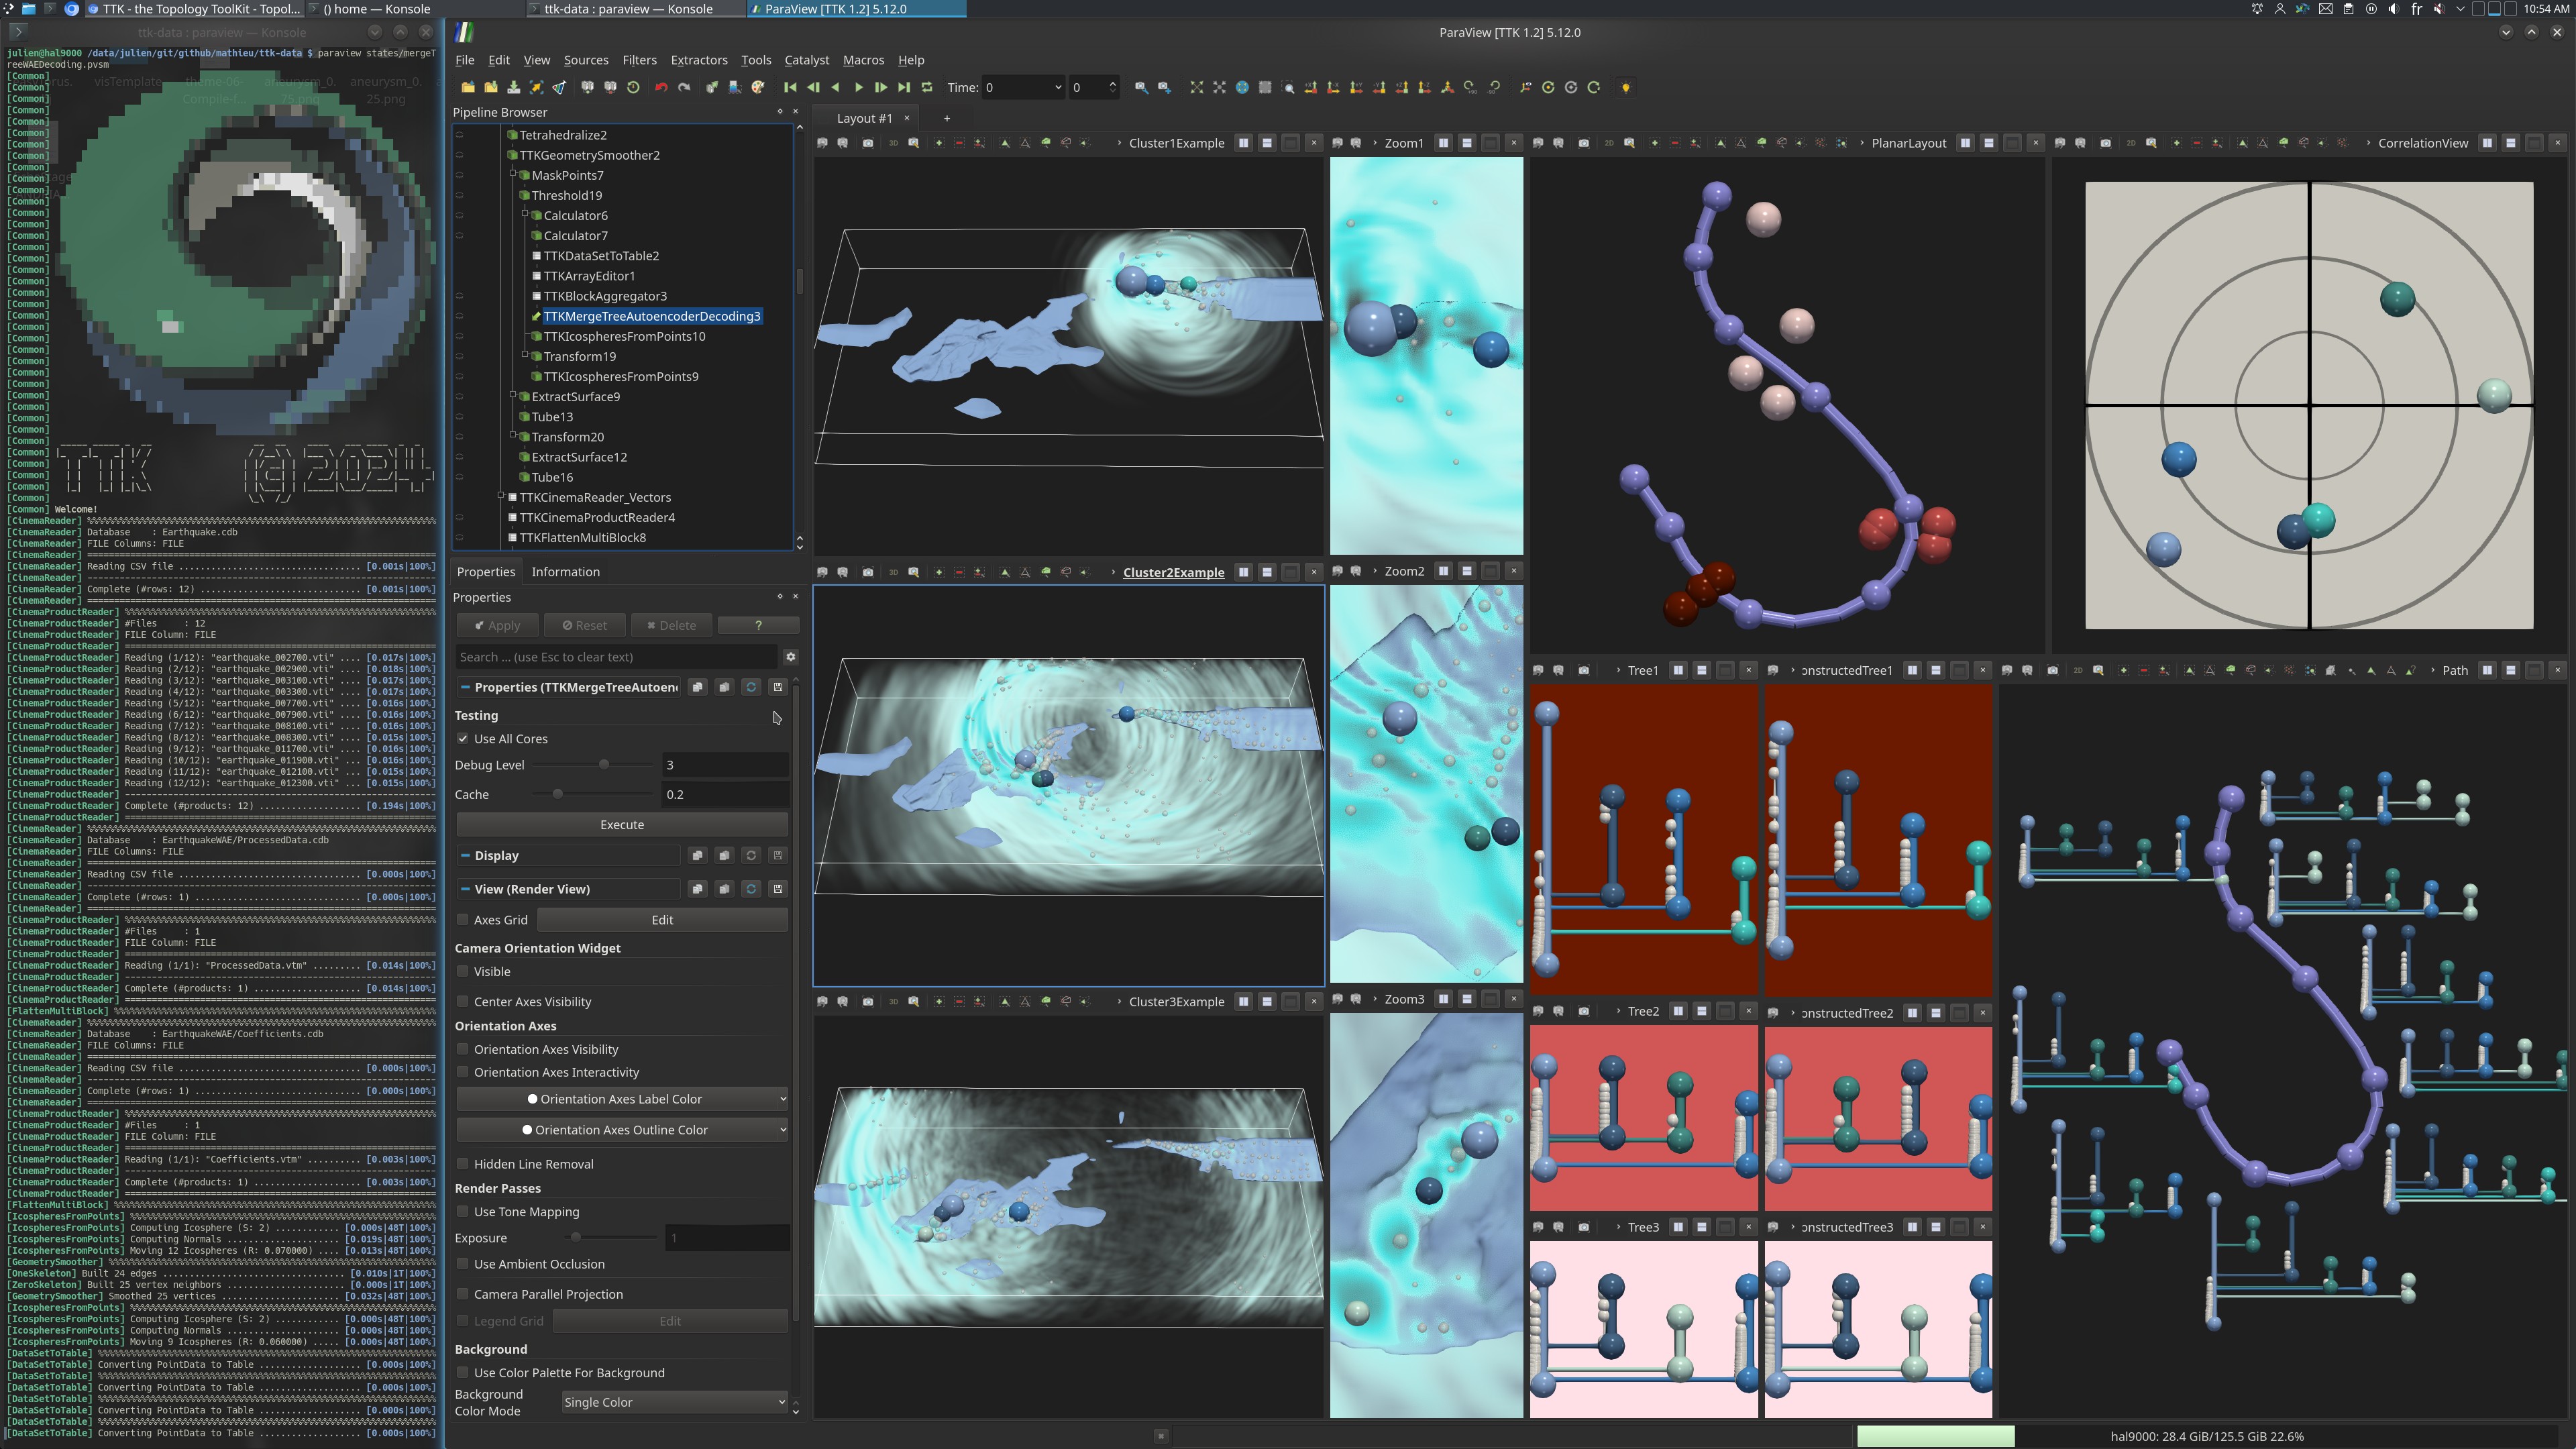 TTK - the Topology ToolKit - Topol...
() home — Konsole
ttk-data : paraview — Konsole
ParaView [TTK 1.2] 5.12.0
fr
10:54 AM
ttk-data : paraview — Konsole
julien@hal9000 /data/julien/git/github/mathieu/ttk-data $ paraview states/mergeT
reeWAEDecoding.pvsm
[Common] Welcome!
[CinemaReader] Database    : Earthquake.cdb
[CinemaReader] FILE Columns: FILE
[CinemaReader] Reading CSV file ................................ [0.001s|100%]
[CinemaReader] Complete (#rows: 12) ............................ [0.001s|100%]
[CinemaProductReader] #Files     : 12
[CinemaProductReader] FILE Column: FILE
[CinemaProductReader] Reading (1/12): "earthquake_002700.vti" .... [0.017s|100%]
[CinemaProductReader] Reading (2/12): "earthquake_002900.vti" .... [0.018s|100%]
[CinemaProductReader] Reading (3/12): "earthquake_003100.vti" .... [0.017s|100%]
[CinemaProductReader] Reading (4/12): "earthquake_003300.vti" .... [0.017s|100%]
[CinemaProductReader] Reading (5/12): "earthquake_007700.vti" .... [0.016s|100%]
[CinemaProductReader] Reading (6/12): "earthquake_007900.vti" .... [0.016s|100%]
[CinemaProductReader] Reading (7/12): "earthquake_008100.vti" .... [0.016s|100%]
[CinemaProductReader] Reading (8/12): "earthquake_008300.vti" .... [0.015s|100%]
[CinemaProductReader] Reading (9/12): "earthquake_011700.vti" .... [0.016s|100%]
[CinemaProductReader] Reading (10/12): "earthquake_011900.vti" ... [0.016s|100%]
[CinemaProductReader] Reading (11/12): "earthquake_012100.vti" ... [0.015s|100%]
[CinemaProductReader] Reading (12/12): "earthquake_012300.vti" ... [0.015s|100%]
[CinemaProductReader] Complete (#products: 12) ................... [0.194s|100%]
[CinemaReader] Database    : EarthquakeWAE/ProcessedData.cdb
[CinemaReader] FILE Columns: FILE
[CinemaReader] Reading CSV file ................................ [0.000s|100%]
[CinemaReader] Complete (#rows: 1) ............................. [0.000s|100%]
[CinemaProductReader] #Files     : 1
[CinemaProductReader] FILE Column: FILE
[CinemaProductReader] Reading (1/1): "ProcessedData.vtm" ......... [0.014s|100%]
[CinemaProductReader] Complete (#products: 1) .................... [0.014s|100%]
[CinemaReader] Database    : EarthquakeWAE/Coefficients.cdb
[CinemaReader] FILE Columns: FILE
[CinemaReader] Reading CSV file ................................ [0.000s|100%]
[CinemaReader] Complete (#rows: 1) ............................. [0.000s|100%]
[CinemaProductReader] #Files     : 1
[CinemaProductReader] FILE Column: FILE
[CinemaProductReader] Reading (1/1): "Coefficients.vtm" .......... [0.003s|100%]
[CinemaProductReader] Complete (#products: 1) .................... [0.003s|100%]
[IcospheresFromPoints] Computing Icosphere (S: 2) ............ [0.000s|48T|100%]
[IcospheresFromPoints] Computing Normals ..................... [0.019s|48T|100%]
[IcospheresFromPoints] Moving 12 Icospheres (R: 0.070000) .... [0.013s|48T|100%]
[OneSkeleton] Built 24 edges .................................. [0.010s|1T|100%]
[ZeroSkeleton] Built 25 vertex neighbors ...................... [0.000s|1T|100%]
[GeometrySmoother] Smoothed 25 vertices ...................... [0.032s|48T|100%]
[IcospheresFromPoints] Computing Icosphere (S: 2) ............ [0.000s|48T|100%]
[IcospheresFromPoints] Computing Normals ..................... [0.000s|48T|100%]
[IcospheresFromPoints] Moving 9 Icospheres (R: 0.060000) ..... [0.000s|48T|100%]
[DataSetToTable] Converting PointData to Table ................... [0.000s|100%]
[DataSetToTable] Converting PointData to Table ................... [0.000s|100%]
[DataSetToTable] Converting PointData to Table ................... [0.000s|100%]
[DataSetToTable] Converting PointData to Table ................... [0.000s|100%]
ParaView [TTK 1.2] 5.12.0
File Edit View Sources Filters Extractors Tools Catalyst Macros Help
Time: 0 0
Pipeline Browser
Tetrahedralize2
TTKGeometrySmoother2
MaskPoints7
Threshold19
Calculator6
Calculator7
TTKDataSetToTable2
TTKArrayEditor1
TTKBlockAggregator3
TTKMergeTreeAutoencoderDecoding3
TTKIcospheresFromPoints10
Transform19
TTKIcospheresFromPoints9
ExtractSurface9
Tube13
Transform20
ExtractSurface12
Tube16
TTKCinemaReader_Vectors
TTKCinemaProductReader4
TTKFlattenMultiBlock8
Properties Information
Properties
Apply Reset Delete ?
Search ... (use Esc to clear text)
Properties (TTKMergeTreeAutoen
Testing
Use All Cores
Debug Level 3
Cache 0.2
Execute
Display
View (Render View)
Axes Grid Edit
Camera Orientation Widget
Visible
Center Axes Visibility
Orientation Axes
Orientation Axes Visibility
Orientation Axes Interactivity
Orientation Axes Label Color
Orientation Axes Outline Color
Hidden Line Removal
Render Passes
Use Tone Mapping
Exposure 1
Use Ambient Occlusion
Camera Parallel Projection
Legend Grid Edit
Background
Use Color Palette For Background
Background
Color Mode
Single Color
Layout #1
Cluster1Example
Zoom1
PlanarLayout
CorrelationView
Cluster2Example
Zoom2
Tree1
onstructedTree1
Path
Cluster3Example
Zoom3
Tree2
onstructedTree2
Tree3
onstructedTree3
hal9000: 28.4 GiB/125.5 GiB 22.6%